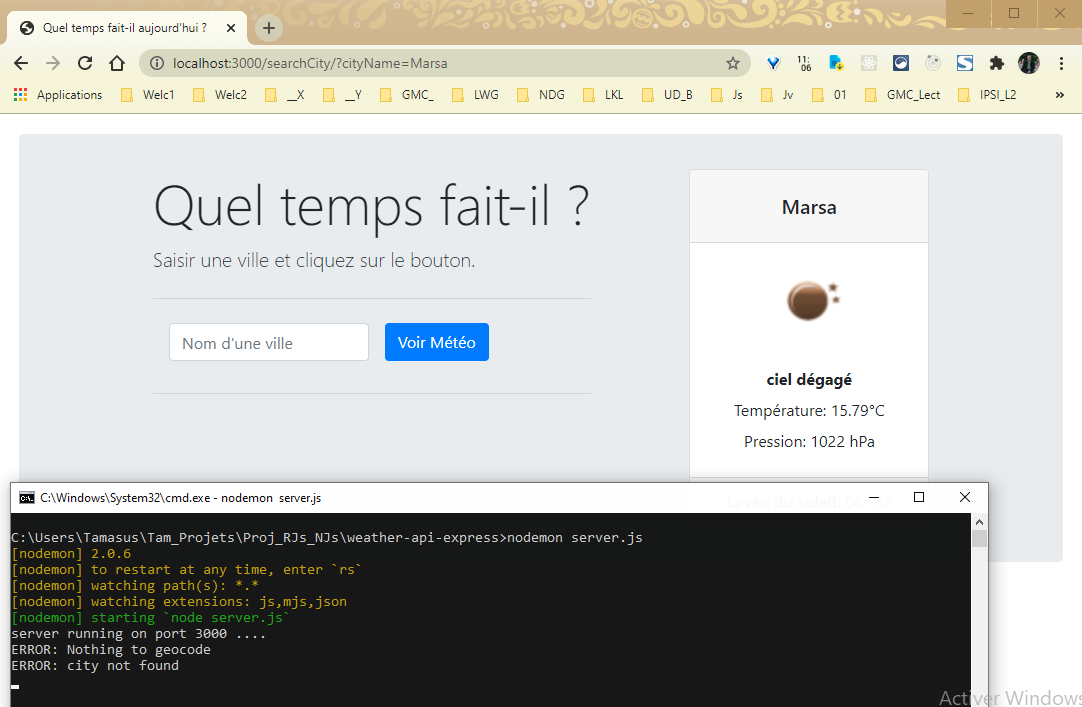 Quel temps fait-il aujourd'hui ?
localhost:3000/searchCity/?cityName=Marsa
11:
06
Applications
Welc1
Welc2
__X
__Y
GMC_
LWG
NDG
LKL
UD_B
Js
Jv
01
GMC_Lect
IPSI_L2
»
Quel temps fait-il ?
Saisir une ville et cliquez sur le bouton.
Nom d'une ville
Voir Météo
Marsa
ciel dégagé
Température: 15.79°C
Pression: 1022 hPa
Levée du soleil:
C:\Windows\System32\cmd.exe - nodemon server.js
C:\Users\Tamasus\Tam_Projets\Proj_RJs_NJs\weather-api-express>nodemon server.js
[nodemon] 2.0.6
[nodemon] to restart at any time, enter `rs`
[nodemon] watching path(s): *.*
[nodemon] watching extensions: js,mjs,json
[nodemon] starting `node server.js`
server running on port 3000 ....
ERROR: Nothing to geocode
ERROR: city not found
Activer Windows